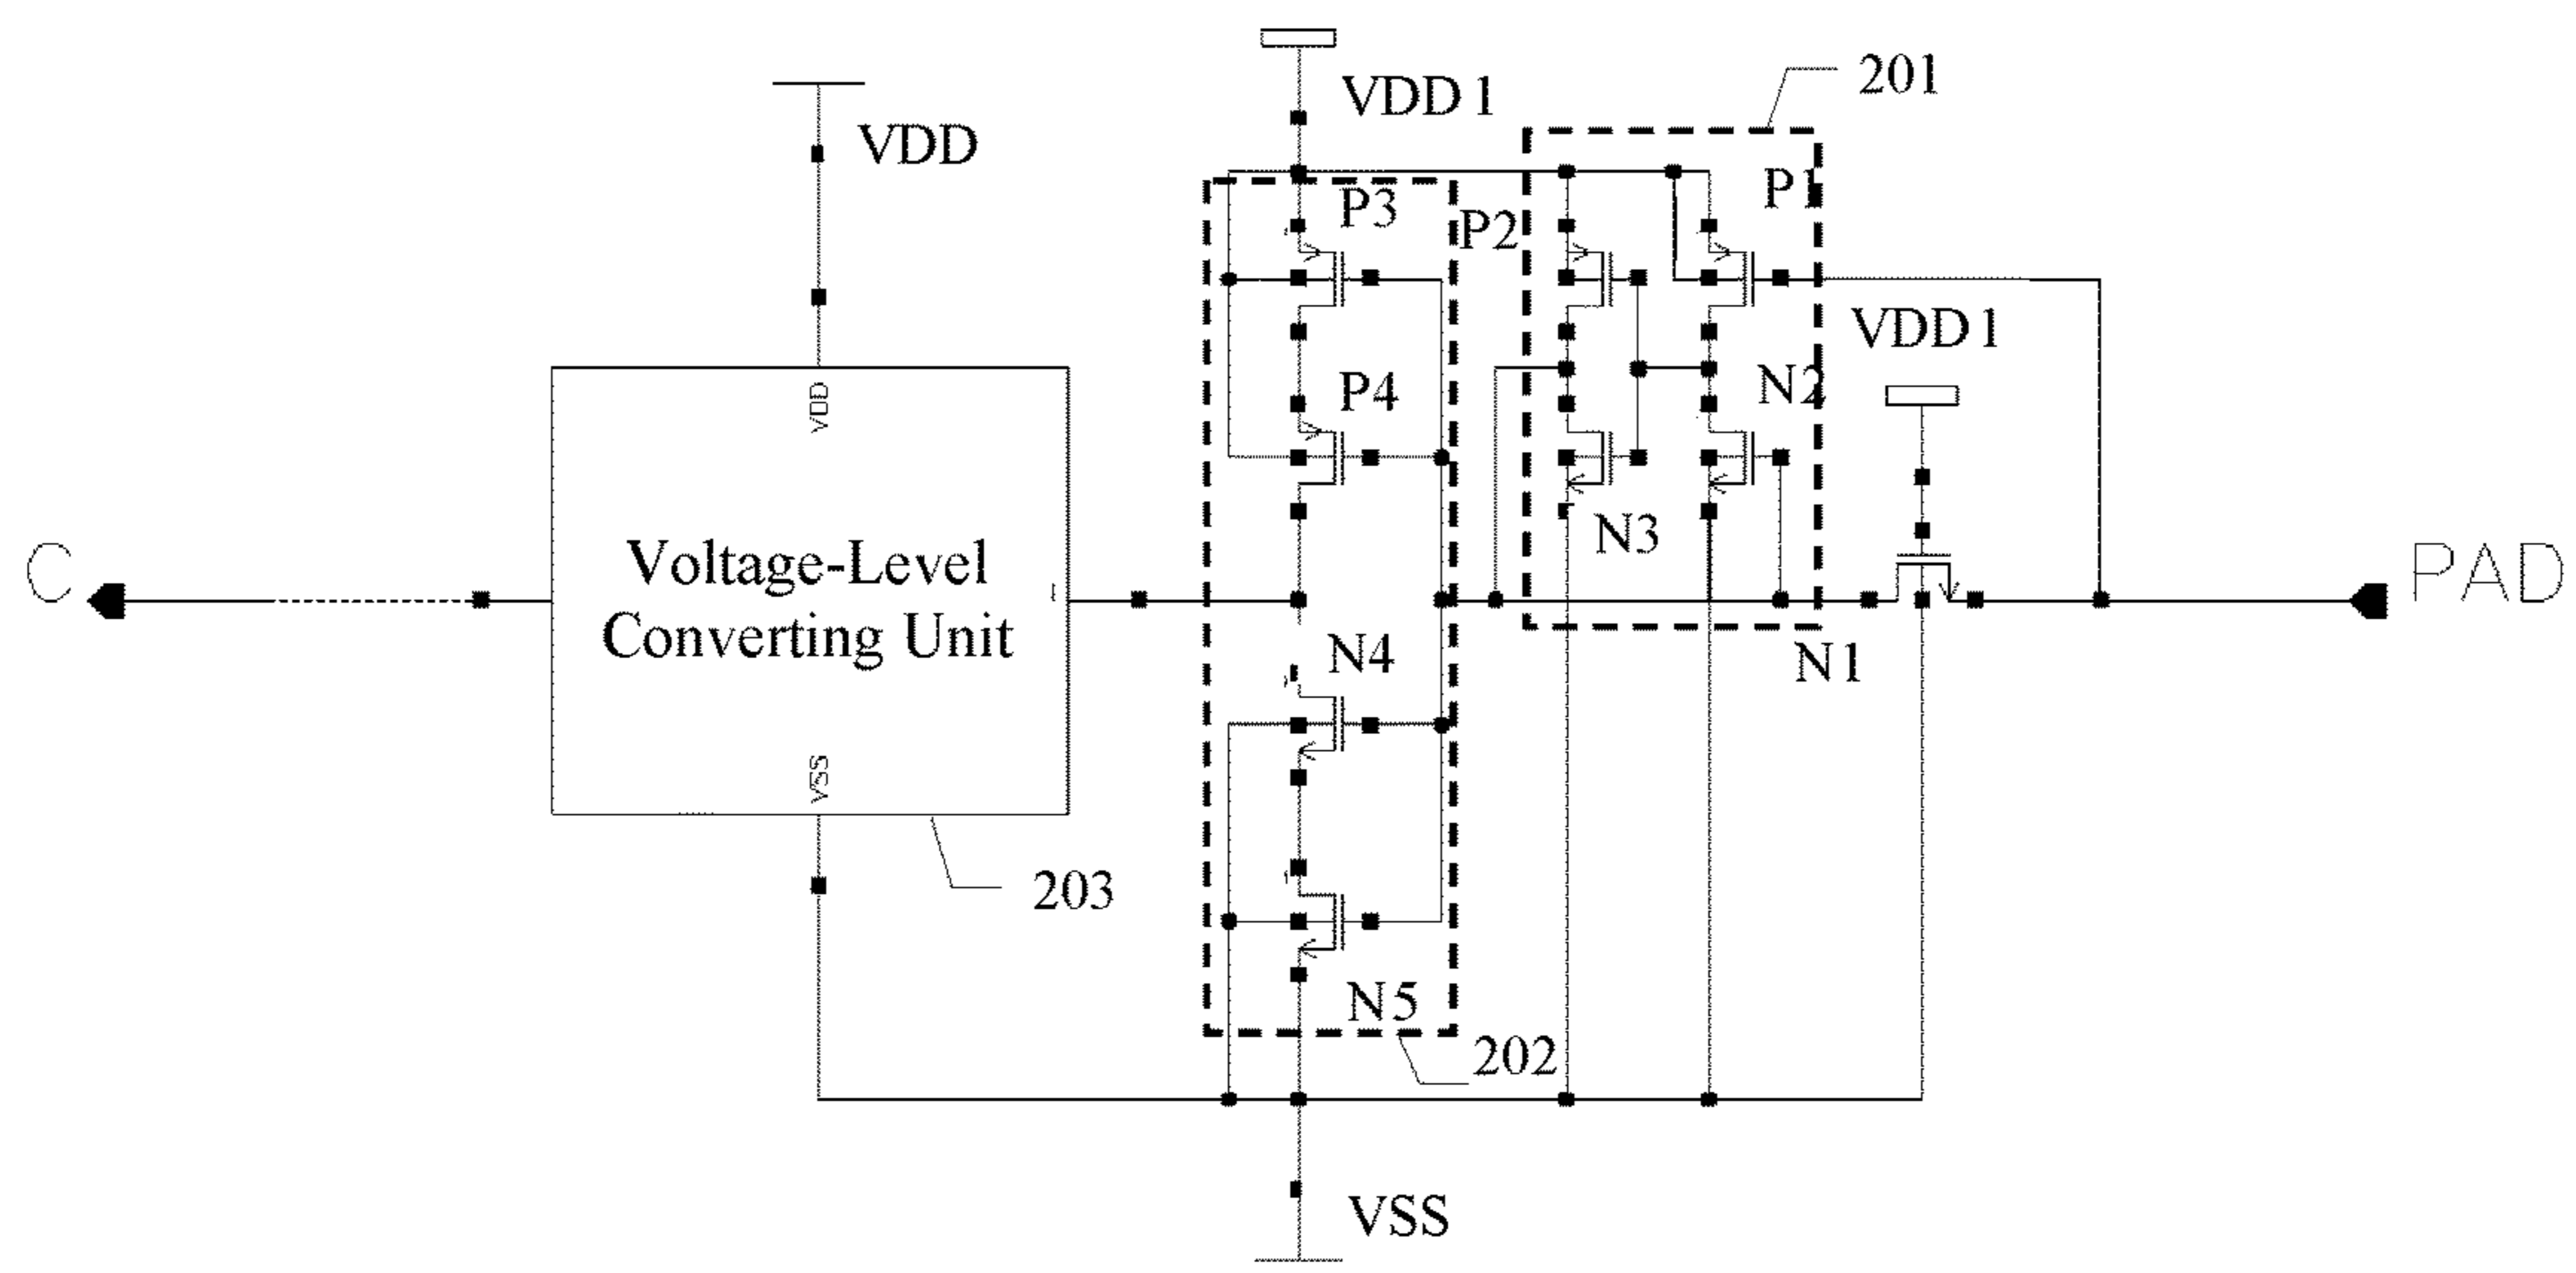 VDD 1
201
VDD
P1
P3
P2
VDD 1
N2
P4
VDD
N3
C
PAD
Voltage-Level
Converting Unit
N4
N1
VSS
203
N5
202
VSS